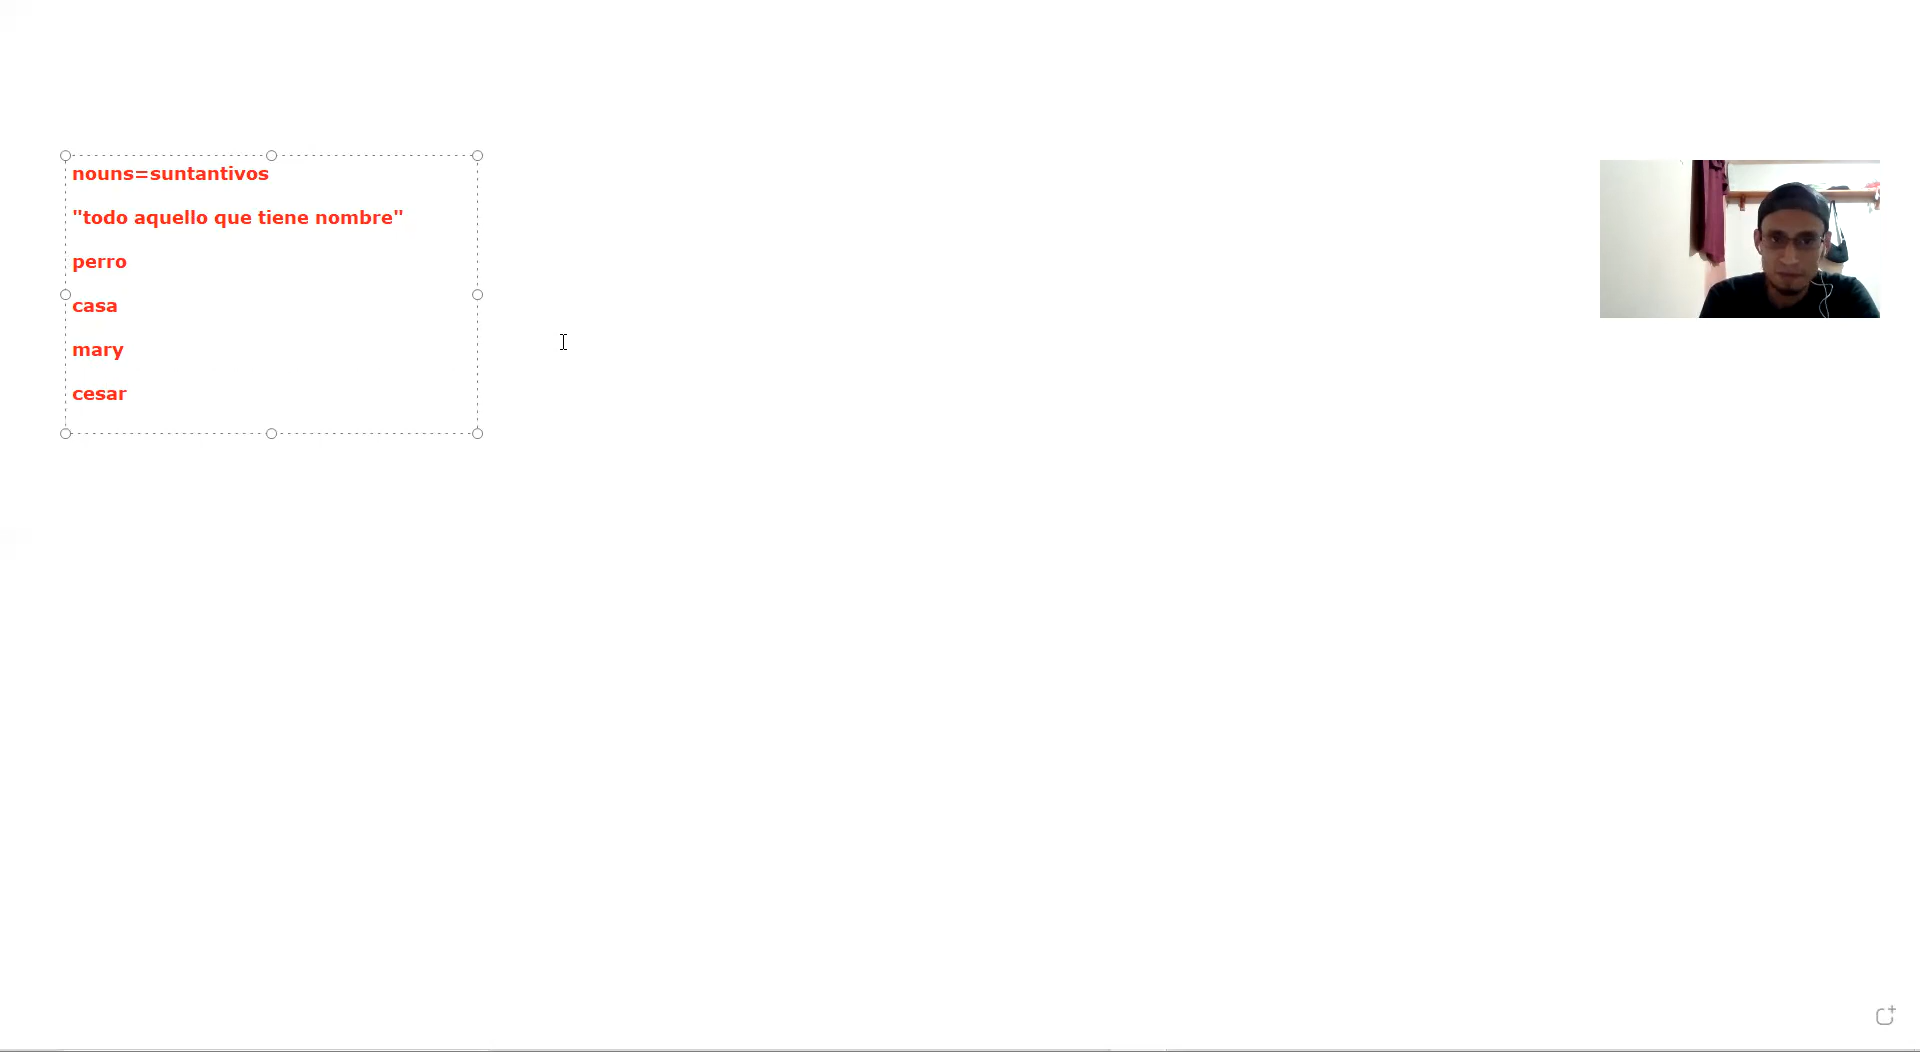 nouns=suntantivos
"todo aquello que tiene nombre"
perro
casa
mary
cesar